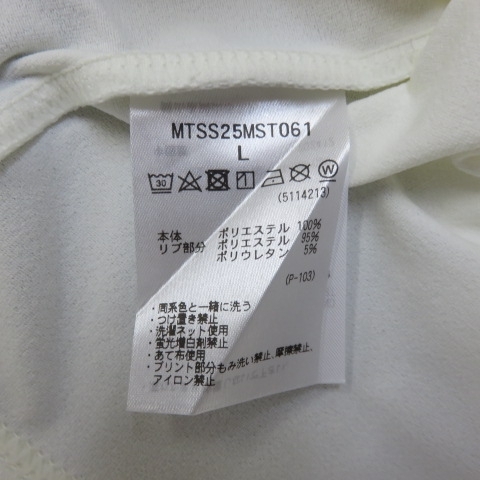 MTSS25MST061
L
30 W
(5114213)
本体 ポリエステル 100%
リブ部分 ポリエステル 95%
ポリウレタン 5%
(P-103)
・同系色と一緒に洗う
・つけ置き禁止
・洗濯ネット使用
・蛍光増白剤禁止
・あて布使用
・プリント部分もみ洗い禁止、摩擦禁止、
アイロン禁止